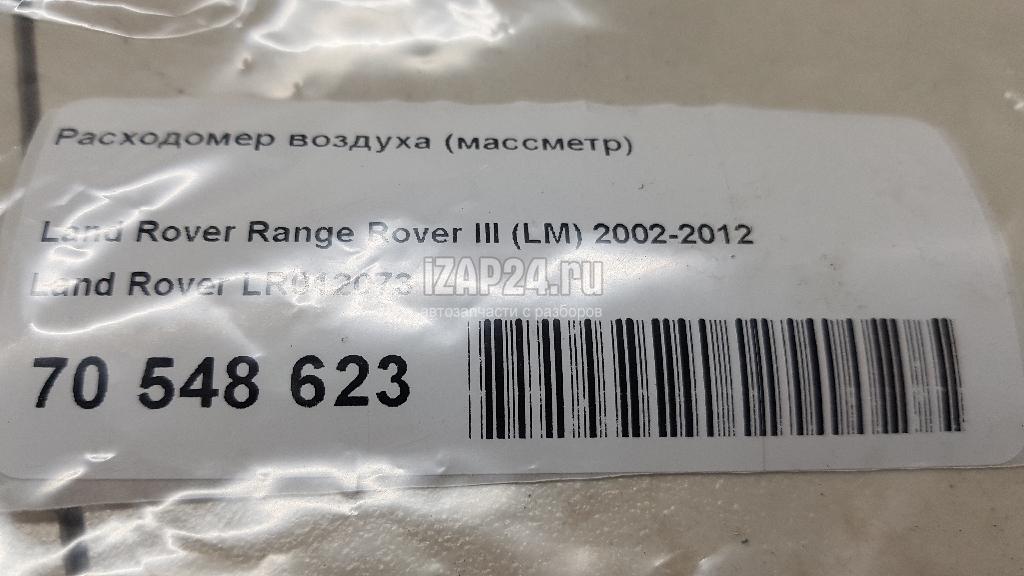 Расходомер воздуха (массметр)
Land Rover Range Rover III (LM) 2002-2012
Land Rover LR012073
iZAP24.ru
автозапчасти с разборов
70 548 623